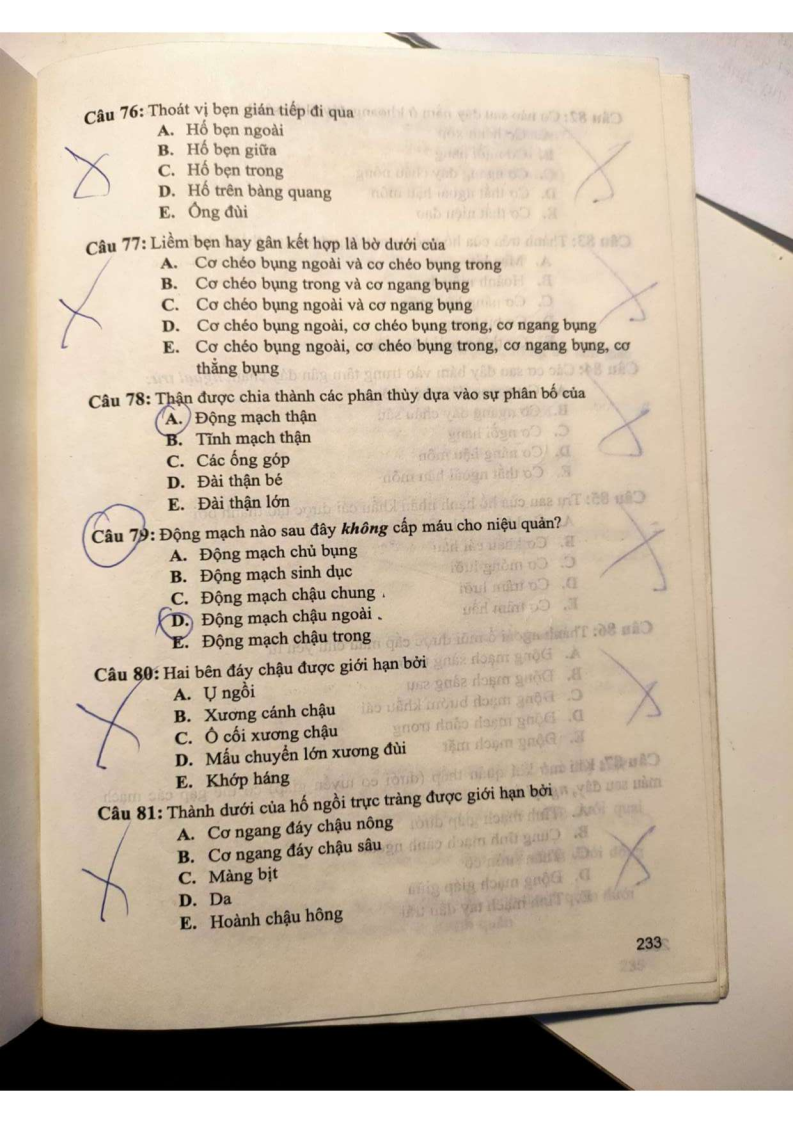 Câu 76: Thoát vị bẹn gián tiếp đi qua
A. Hố bẹn ngoài
B. Hố bẹn giữa
C. Hố bẹn trong
D. Hố trên bàng quang
E. Ống đùi
Câu 77: Liềm bẹn hay gân kết hợp là bờ dưới của
A. Cơ chéo bụng ngoài và cơ chéo bụng trong
B. Cơ chéo bụng trong và cơ ngang bụng
C. Cơ chéo bụng ngoài và cơ ngang bụng
D. Cơ chéo bụng ngoài, cơ chéo bụng trong, cơ ngang bụng
E. Cơ chéo bụng ngoài, cơ chéo bụng trong, cơ ngang bụng, cơ
thẳng bụng
Câu 78: Thận được chia thành các phân thùy dựa vào sự phân bố của
A. Động mạch thận
B. Tĩnh mạch thận
C. Các ống góp
D. Đài thận bé
E. Đài thận lớn
Câu 79: Động mạch nào sau đây không cấp máu cho niệu quản?
A. Động mạch chủ bụng
B. Động mạch sinh dục
C. Động mạch chậu chung
D. Động mạch chậu ngoài
E. Động mạch chậu trong
Câu 80: Hai bên đáy chậu được giới hạn bởi
A. Ụ ngồi
B. Xương cánh chậu
C. Ổ cối xương chậu
D. Mấu chuyển lớn xương đùi
E. Khớp háng
Câu 81: Thành dưới của hố ngồi trực tràng được giới hạn bởi
A. Cơ ngang đáy chậu nông
B. Cơ ngang đáy chậu sâu
C. Màng bịt
D. Da
E. Hoành chậu hông
233